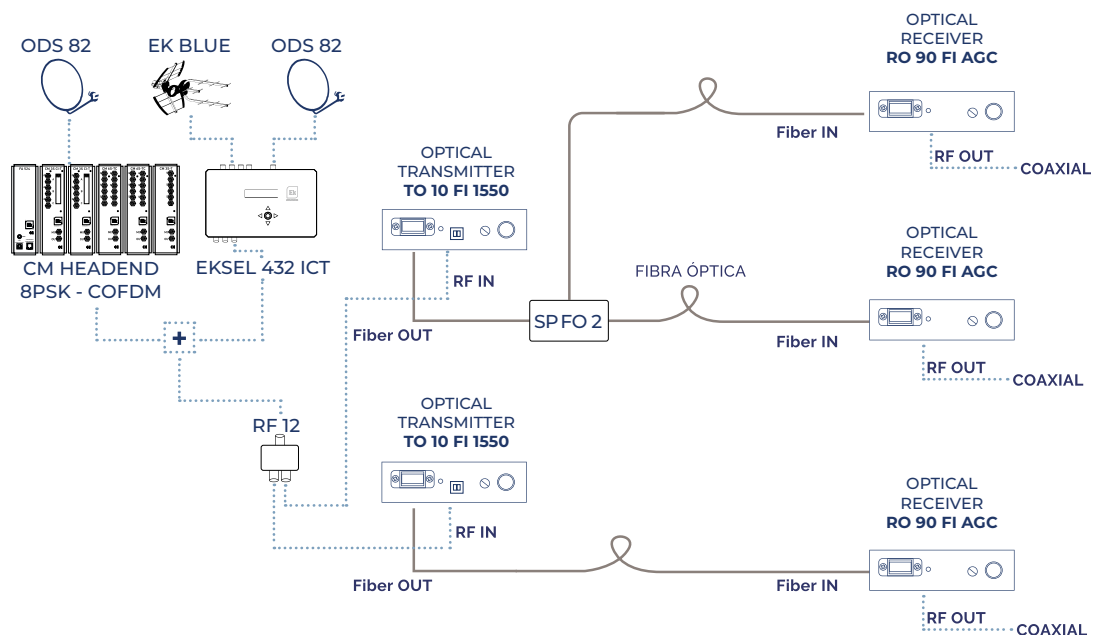 ODS 82
EK BLUE
ODS 82
CM HEADEND
8PSK - COFDM
EKSEL 432 ICT
+
RF 12
OPTICAL
TRANSMITTER
TO 10 FI 1550
RF IN
Fiber OUT
SP FO 2
FIBRA ÓPTICA
OPTICAL
RECEIVER
RO 90 FI AGC
Fiber IN
RF OUT
COAXIAL
OPTICAL
RECEIVER
RO 90 FI AGC
Fiber IN
RF OUT
COAXIAL
OPTICAL
TRANSMITTER
TO 10 FI 1550
RF IN
Fiber OUT
OPTICAL
RECEIVER
RO 90 FI AGC
Fiber IN
RF OUT
COAXIAL